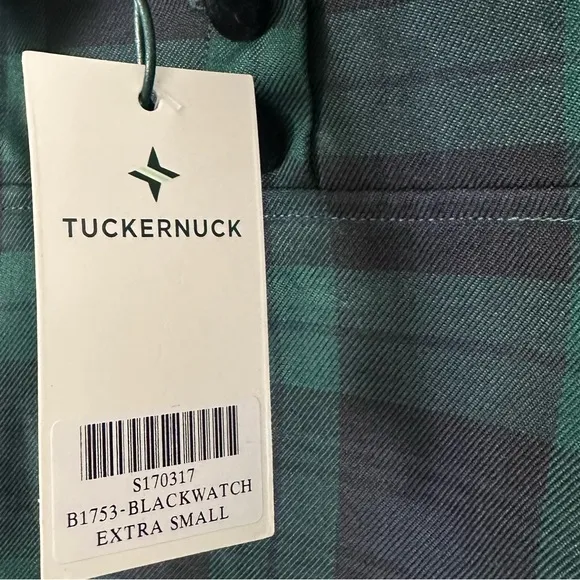 TUCKERNUCK
S170317
B1753-BLACKWATCH
EXTRA SMALL